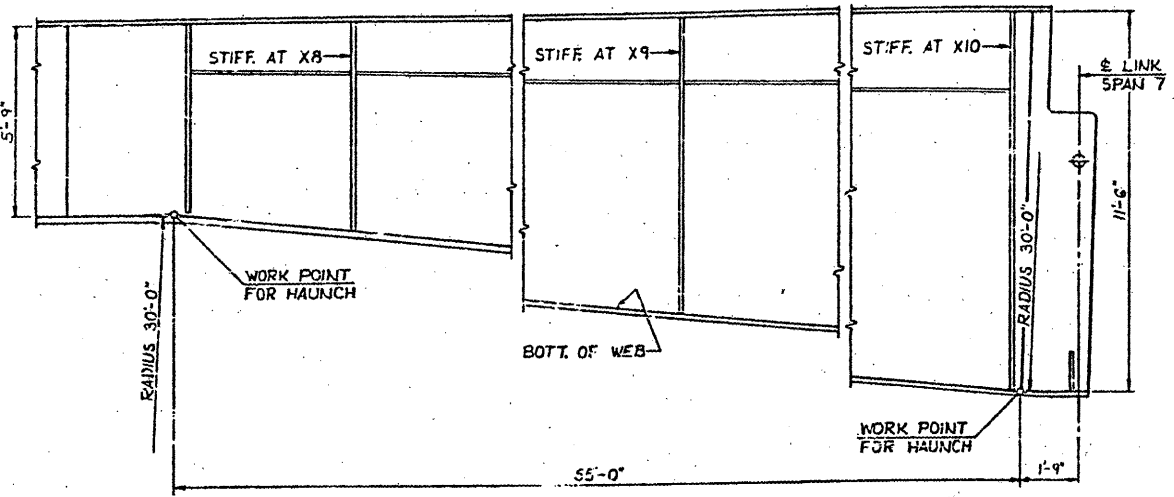 STIFF. AT X8
STIFF. AT X9
STIFF. AT X10
℄ LINK
SPAN 7
5'-9"
11'-6"
RADIUS 30'-0"
WORK POINT
FOR HAUNCH
RADIUS 30'-0"
BOTT. OF WEB
WORK POINT
FOR HAUNCH
55'-0"
1'-9"